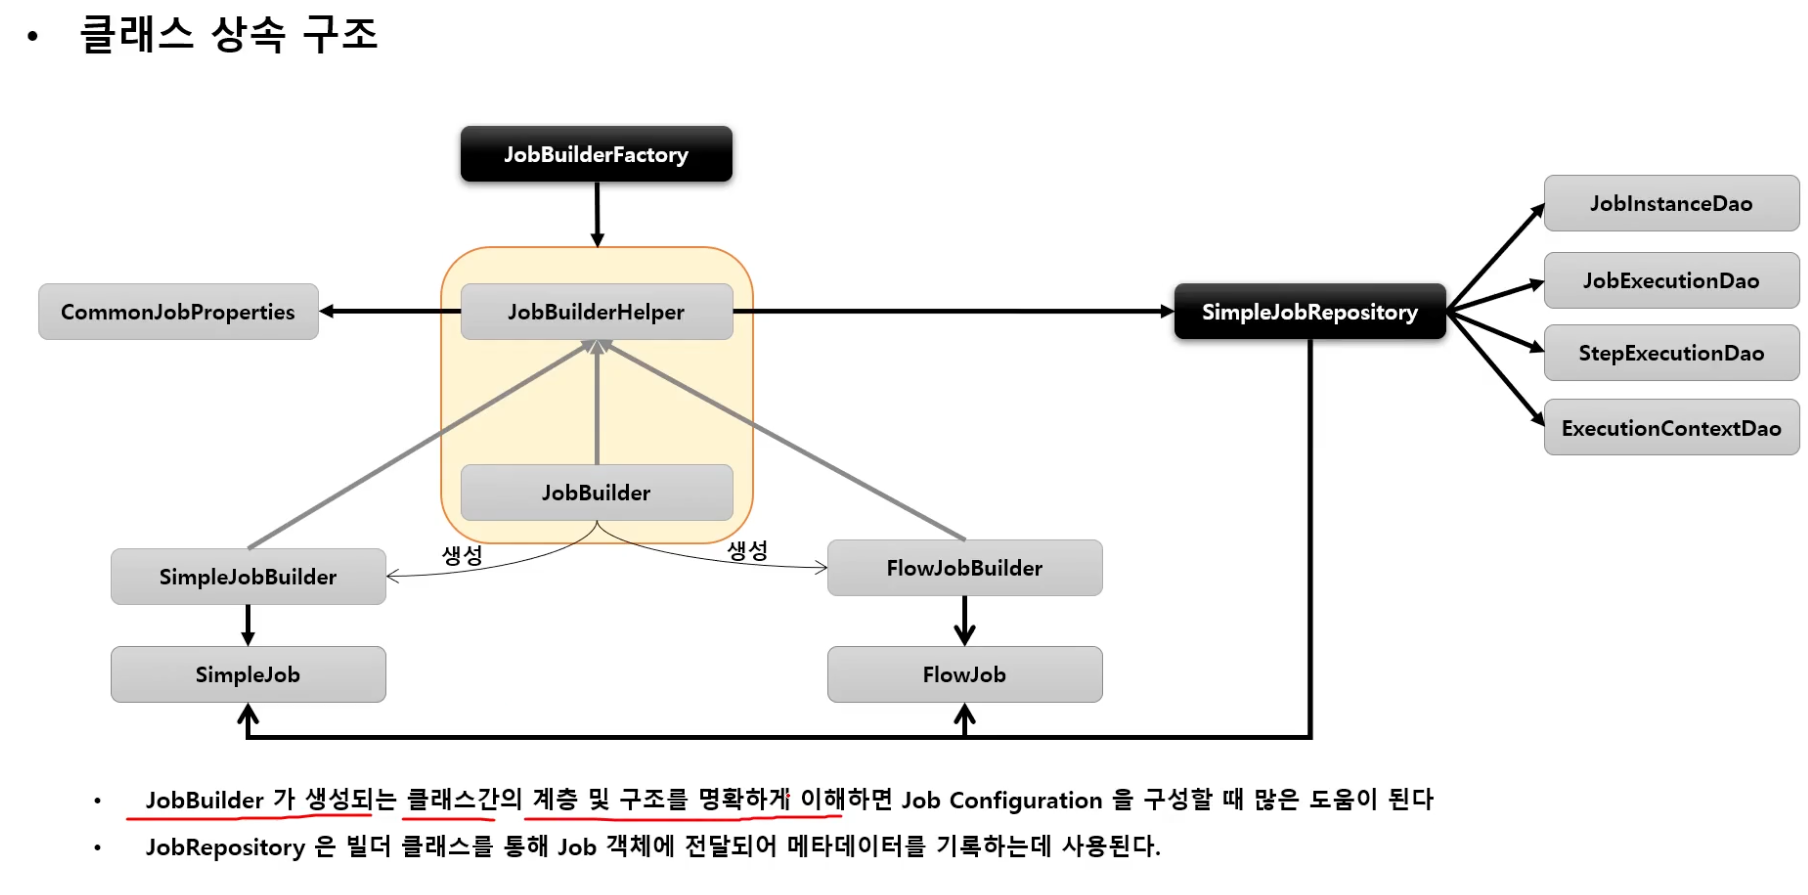 • 클래스 상속 구조
JobBuilderFactory
JobInstanceDao
JobExecutionDao
CommonJobProperties
JobBuilderHelper
SimpleJobRepository
StepExecutionDao
ExecutionContextDao
JobBuilder
생성
생성
SimpleJobBuilder
FlowJobBuilder
SimpleJob
FlowJob
• JobBuilder 가 생성되는 클래스간의 계층 및 구조를 명확하게 이해하면 Job Configuration 을 구성할 때 많은 도움이 된다
• JobRepository 은 빌더 클래스를 통해 Job 객체에 전달되어 메타데이터를 기록하는데 사용된다.